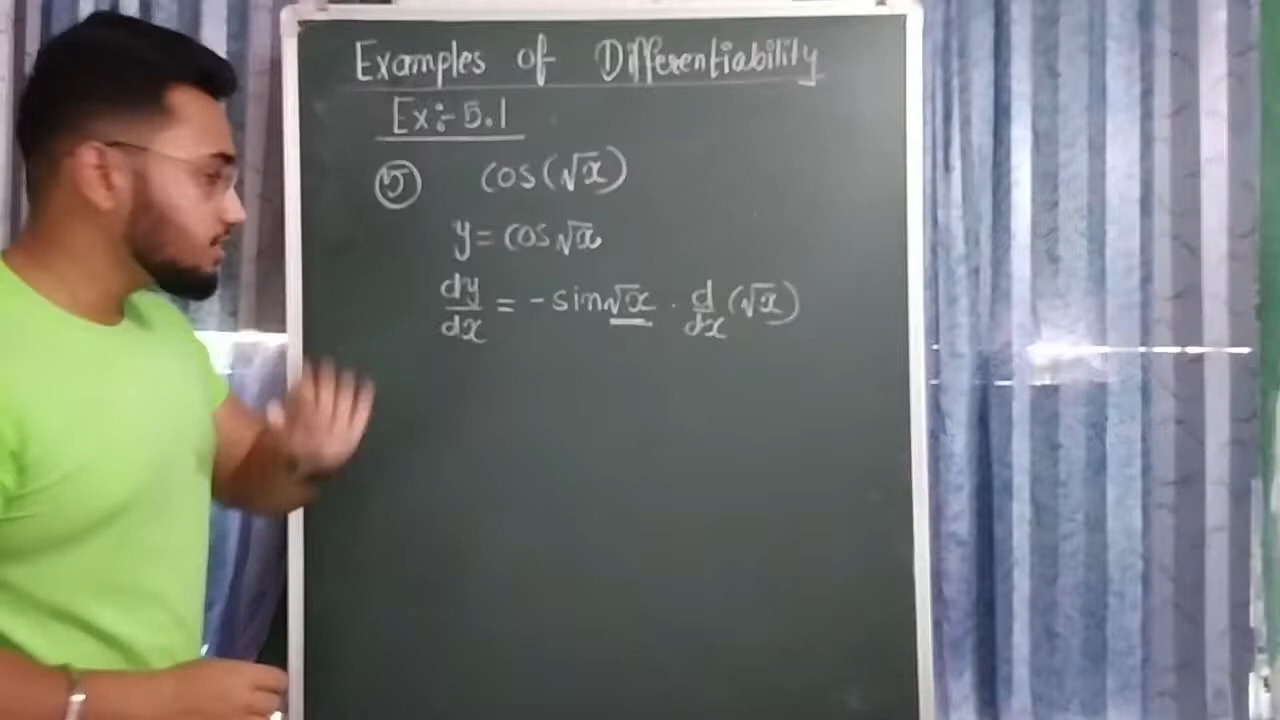 Examples of Differentiability
Ex:- 5.1
⑤ cos(√x)
y = cos√x
dy/dx = -sin√x · d/dx (√x)